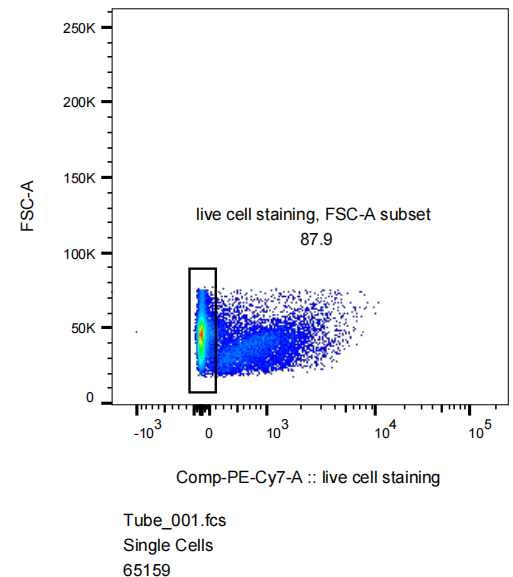 250K
200K
FSC-A
150K
live cell staining, FSC-A subset
87.9
100K
50K
0
-10³ 0 10³ 10⁴ 10⁵
Comp-PE-Cy7-A :: live cell staining
Tube_001.fcs
Single Cells
65159